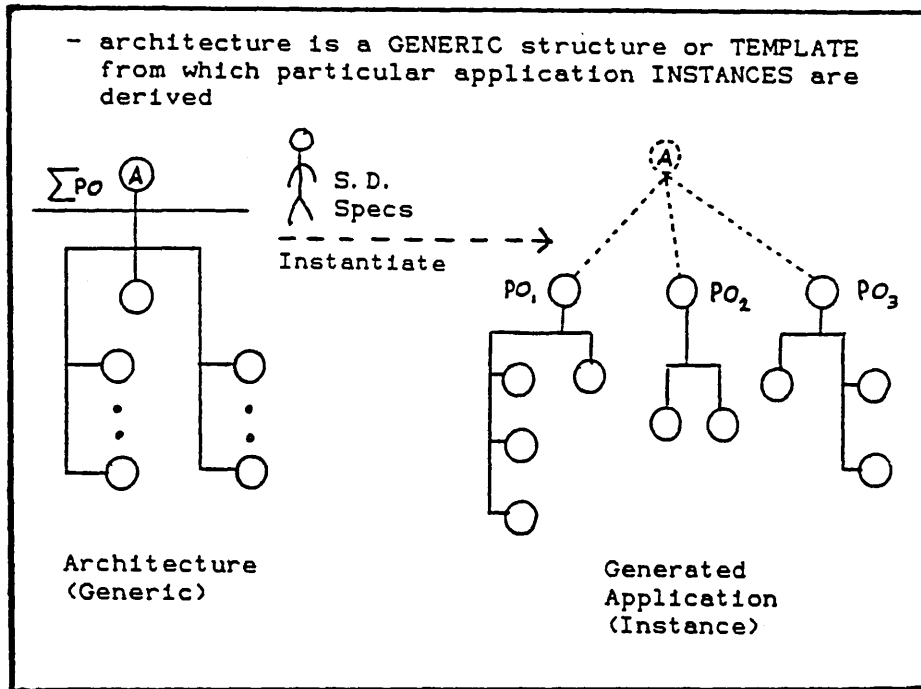 - architecture is a GENERIC structure or TEMPLATE
from which particular application INSTANCES are
derived
∑PO
A
S.D.
Specs
Instantiate
A
PO₁
PO₂
PO₃
Architecture
(Generic)
Generated
Application
(Instance)